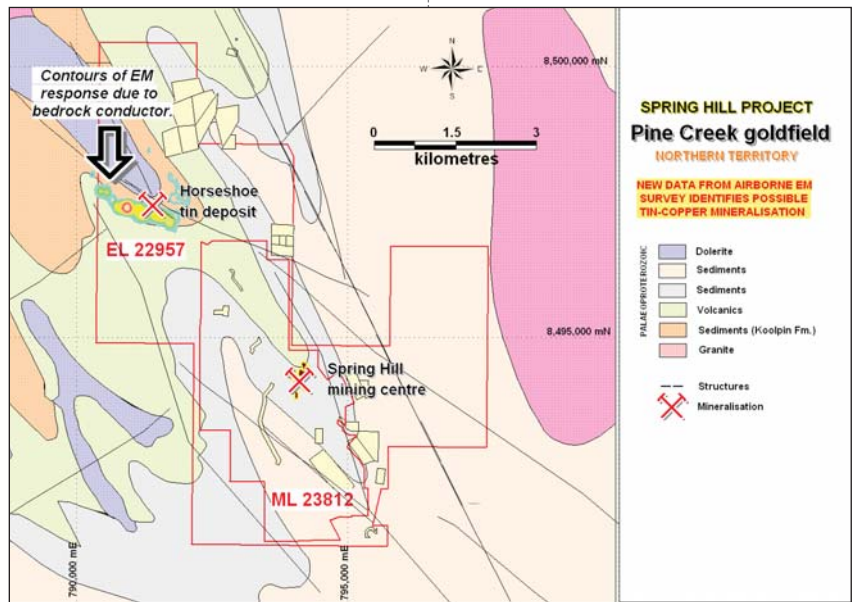 Contours of EM
response due to
bedrock conductor.
N
W
E
S
8,500,000 mN
0
1.5
3
kilometres
Horseshoe
tin deposit
EL 22957
8,495,000 mN
Spring Hill
mining centre
ML 23812
790,000 mE
795,000 mE
SPRING HILL PROJECT
Pine Creek goldfield
NORTHERN TERRITORY
NEW DATA FROM AIRBORNE EM
SURVEY IDENTIFIES POSSIBLE
TIN-COPPER MINERALISATION
PALAEOPROTEROZOIC
Dolerite
Sediments
Sediments
Volcanics
Sediments (Koolpin Fm.)
Granite
Structures
Mineralisation